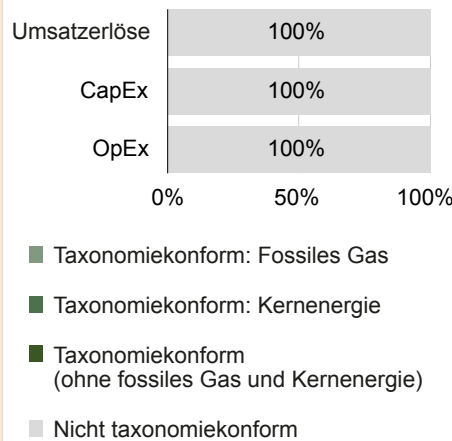 Umsatzerlöse 100%
CapEx 100%
OpEx 100%
0% 50% 100%
Taxonomiekonform: Fossiles Gas
Taxonomiekonform: Kernenergie
Taxonomiekonform
(ohne fossiles Gas und Kernenergie)
Nicht taxonomiekonform